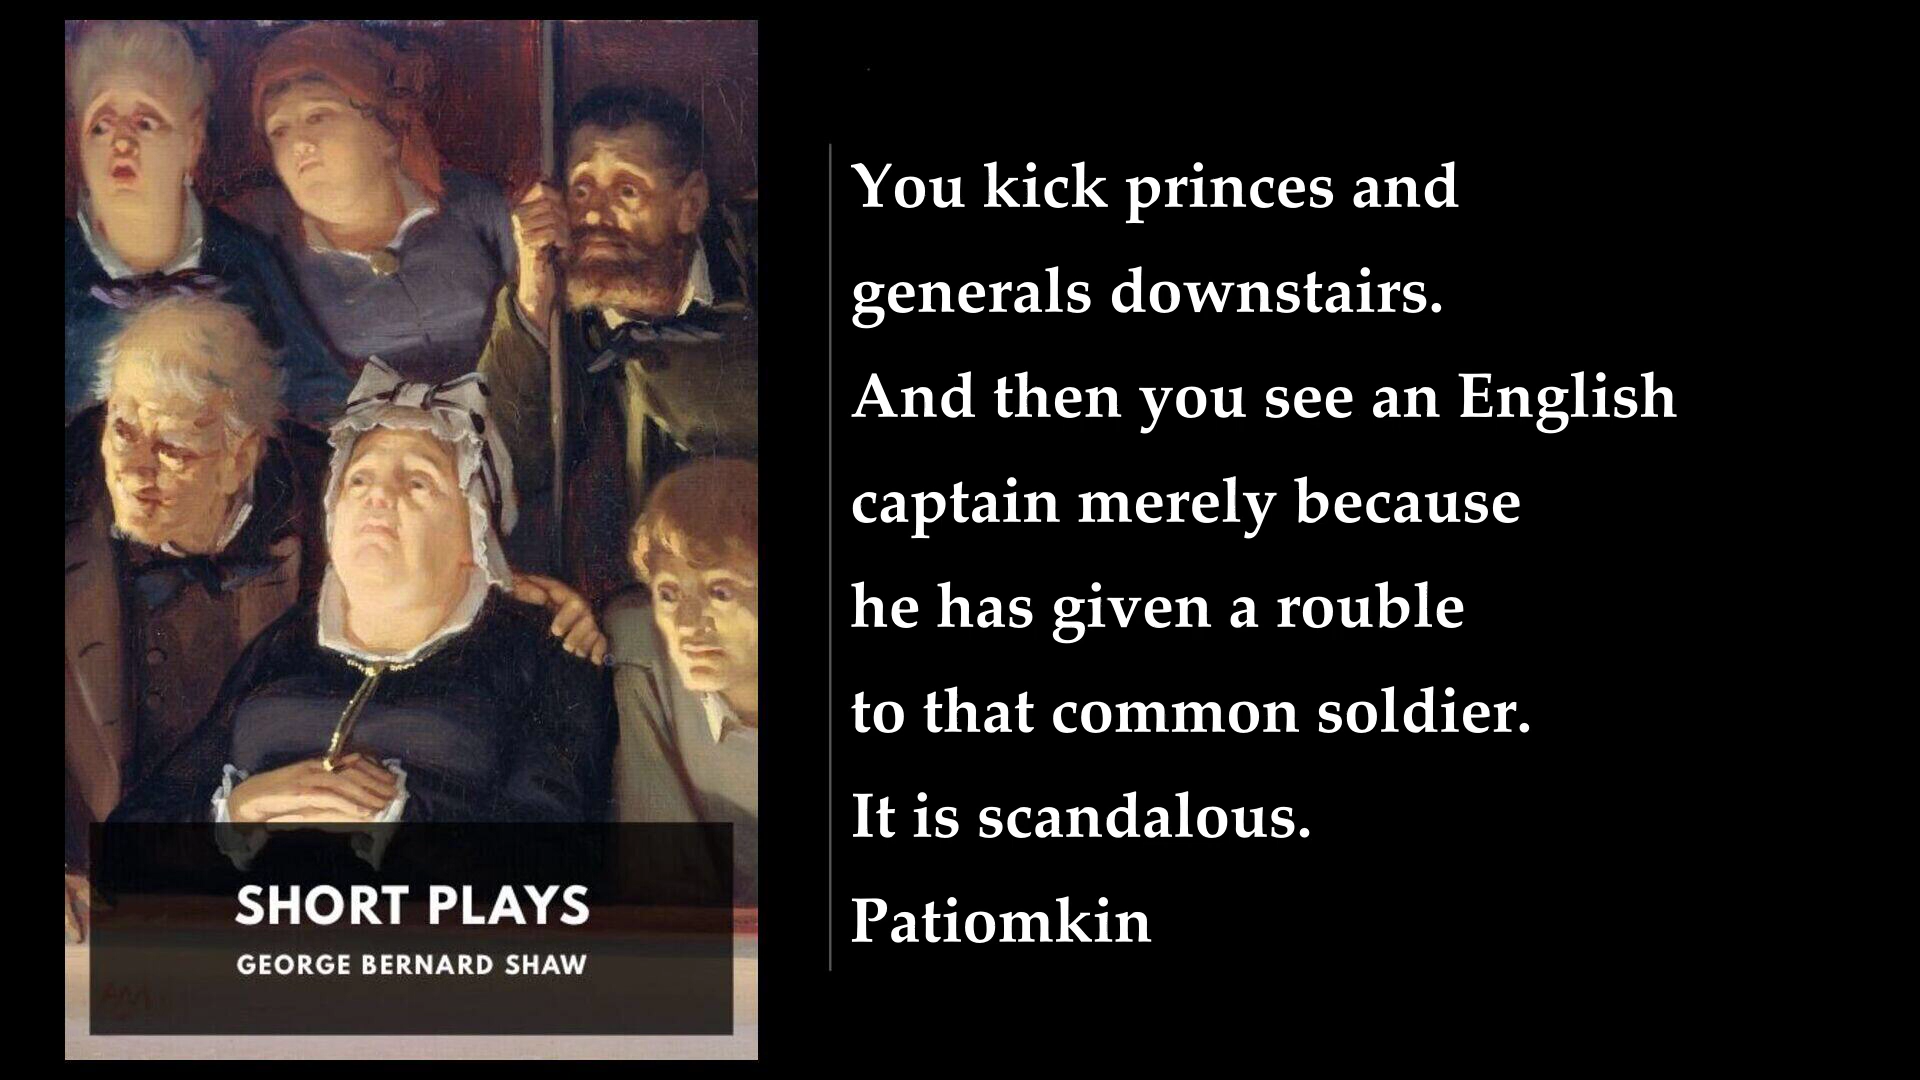 You kick princes and
generals downstairs.
And then you see an English
captain merely because
he has given a rouble
to that common soldier.
It is scandalous.
Patiomkin
SHORT PLAYS
GEORGE BERNARD SHAW